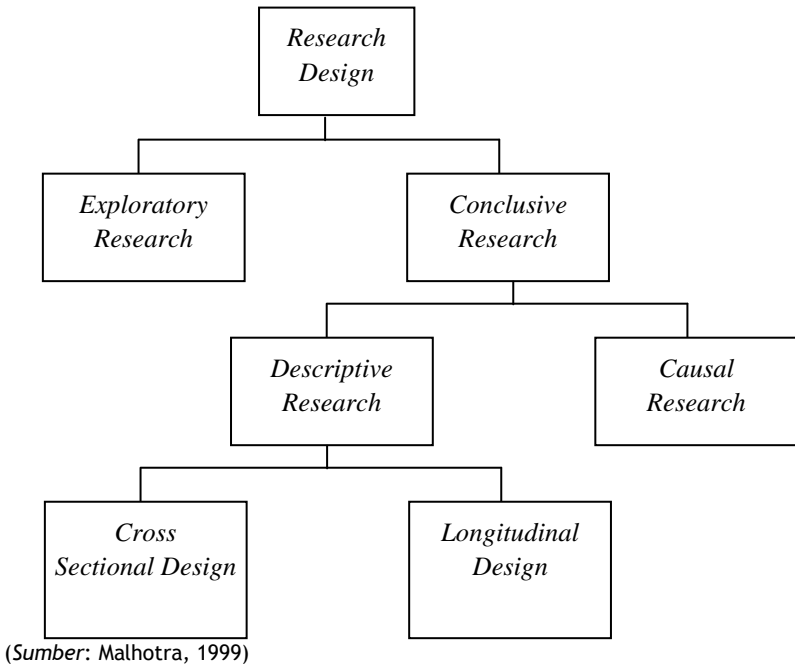 Research
Design
Exploratory
Research
Conclusive
Research
Descriptive
Research
Causal
Research
Cross
Sectional Design
Longitudinal
Design
(Sumber: Malhotra, 1999)